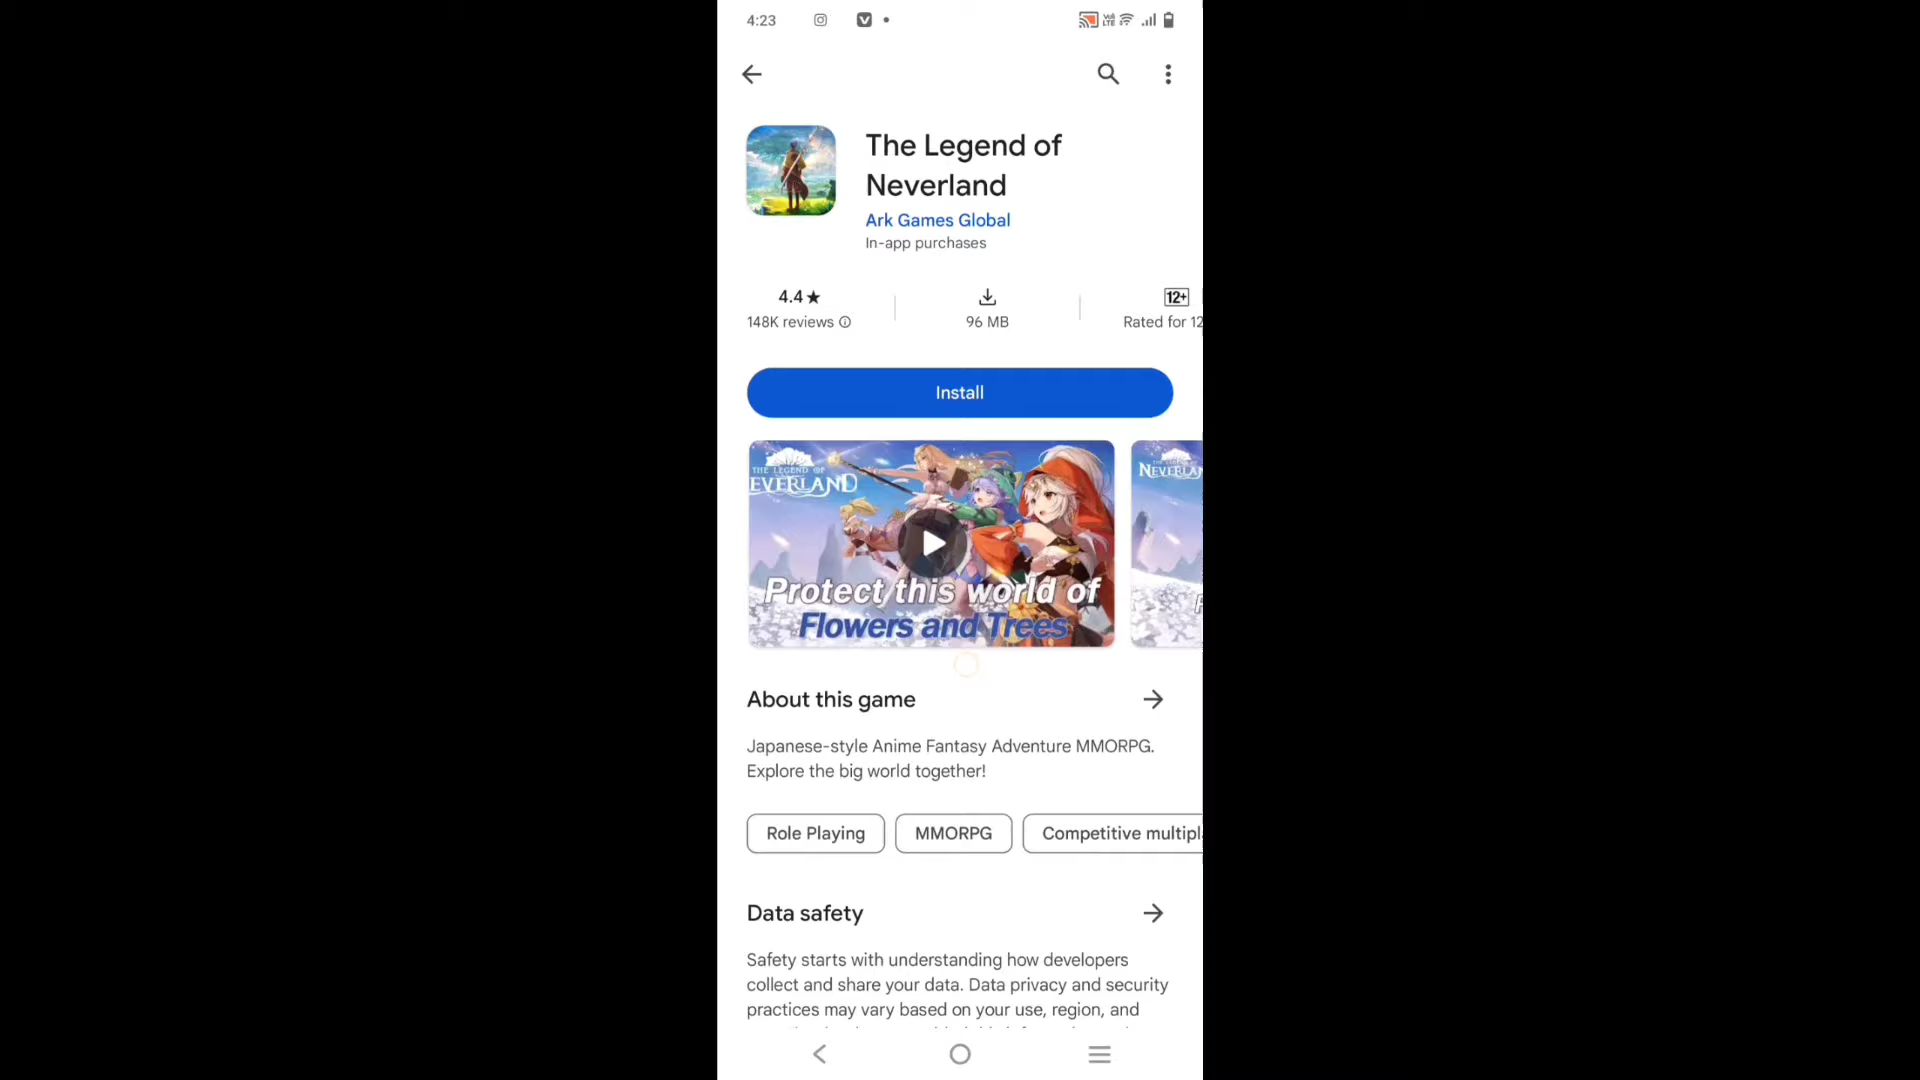 4:23
Vo)
LTE
The Legend of
Neverland
Ark Games Global
In-app purchases
4.4★
148K reviews
96 MB
12+
Rated for 12
Install
THE LEGEND OF
EVERLAND
Protect this world of
Flowers and Trees
NEVERLAN
About this game
Japanese-style Anime Fantasy Adventure MMORPG.
Explore the big world together!
Role Playing
MMORPG
Competitive multipl
Data safety
Safety starts with understanding how developers
collect and share your data. Data privacy and security
practices may vary based on your use, region, and